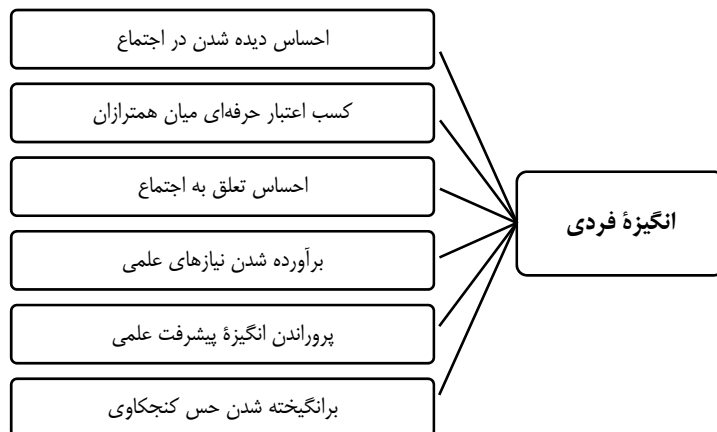 انگیزهٔ فردی
احساس دیده شدن در اجتماع
کسب اعتبار حرفه‌ای میان همترازان
احساس تعلق به اجتماع
برآورده شدن نیازهای علمی
پروراندن انگیزهٔ پیشرفت علمی
برانگیخته شدن حس کنجکاوی